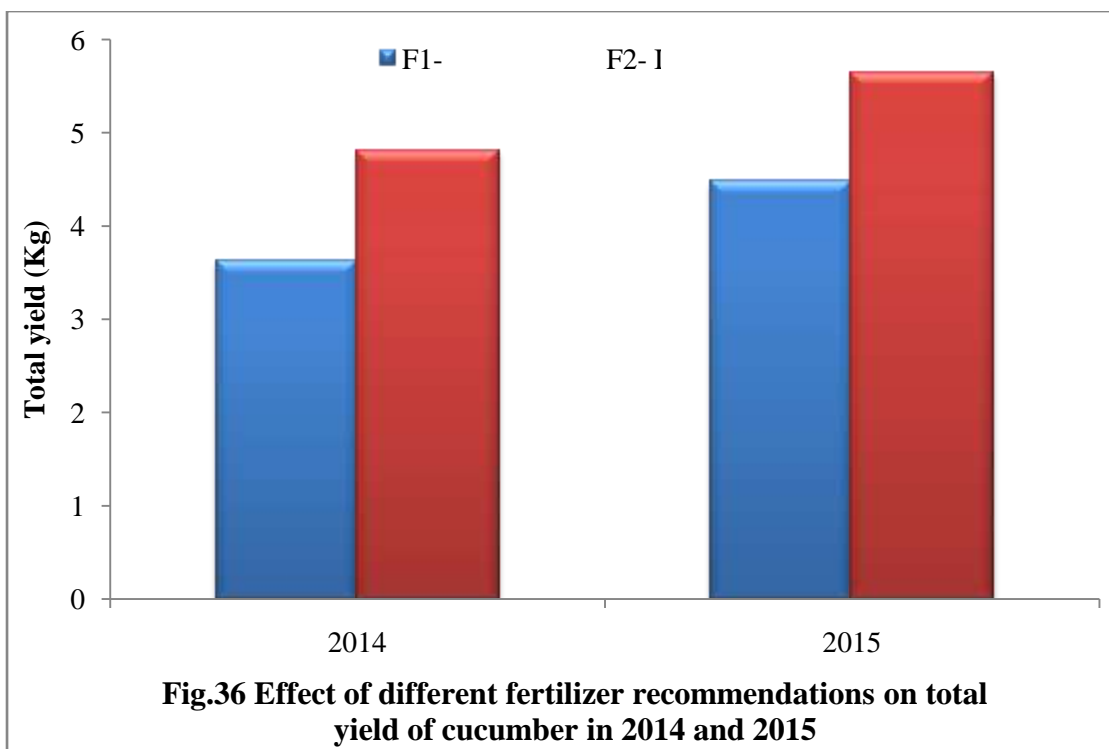 6
F1- F2- I
5
4
3
2
1
0
Total yield (Kg)
2014 2015
Fig.36 Effect of different fertilizer recommendations on total
yield of cucumber in 2014 and 2015